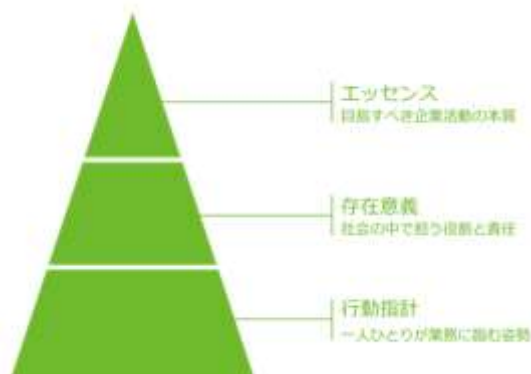 エッセンス
目指すべき企業活動の本質
存在意義
社会の中で担う役割と責任
行動指針
一人ひとりが業務に臨む姿勢